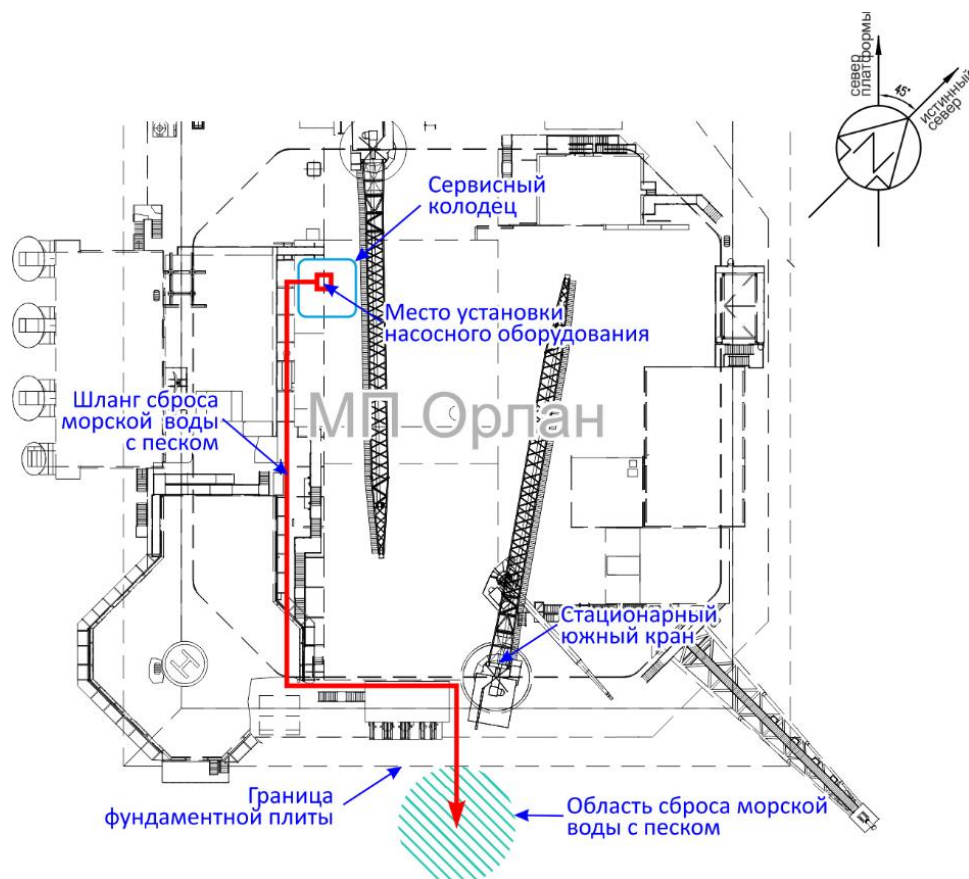 север
платформы
45°
истинный
север
N
Сервисный
колодец
Место установки
насосного оборудования
Шланг сброса
морской воды
с песком
МП Орлан
Стационарный
южный кран
H
Граница
фундаментной плиты
Область сброса морской
воды с песком